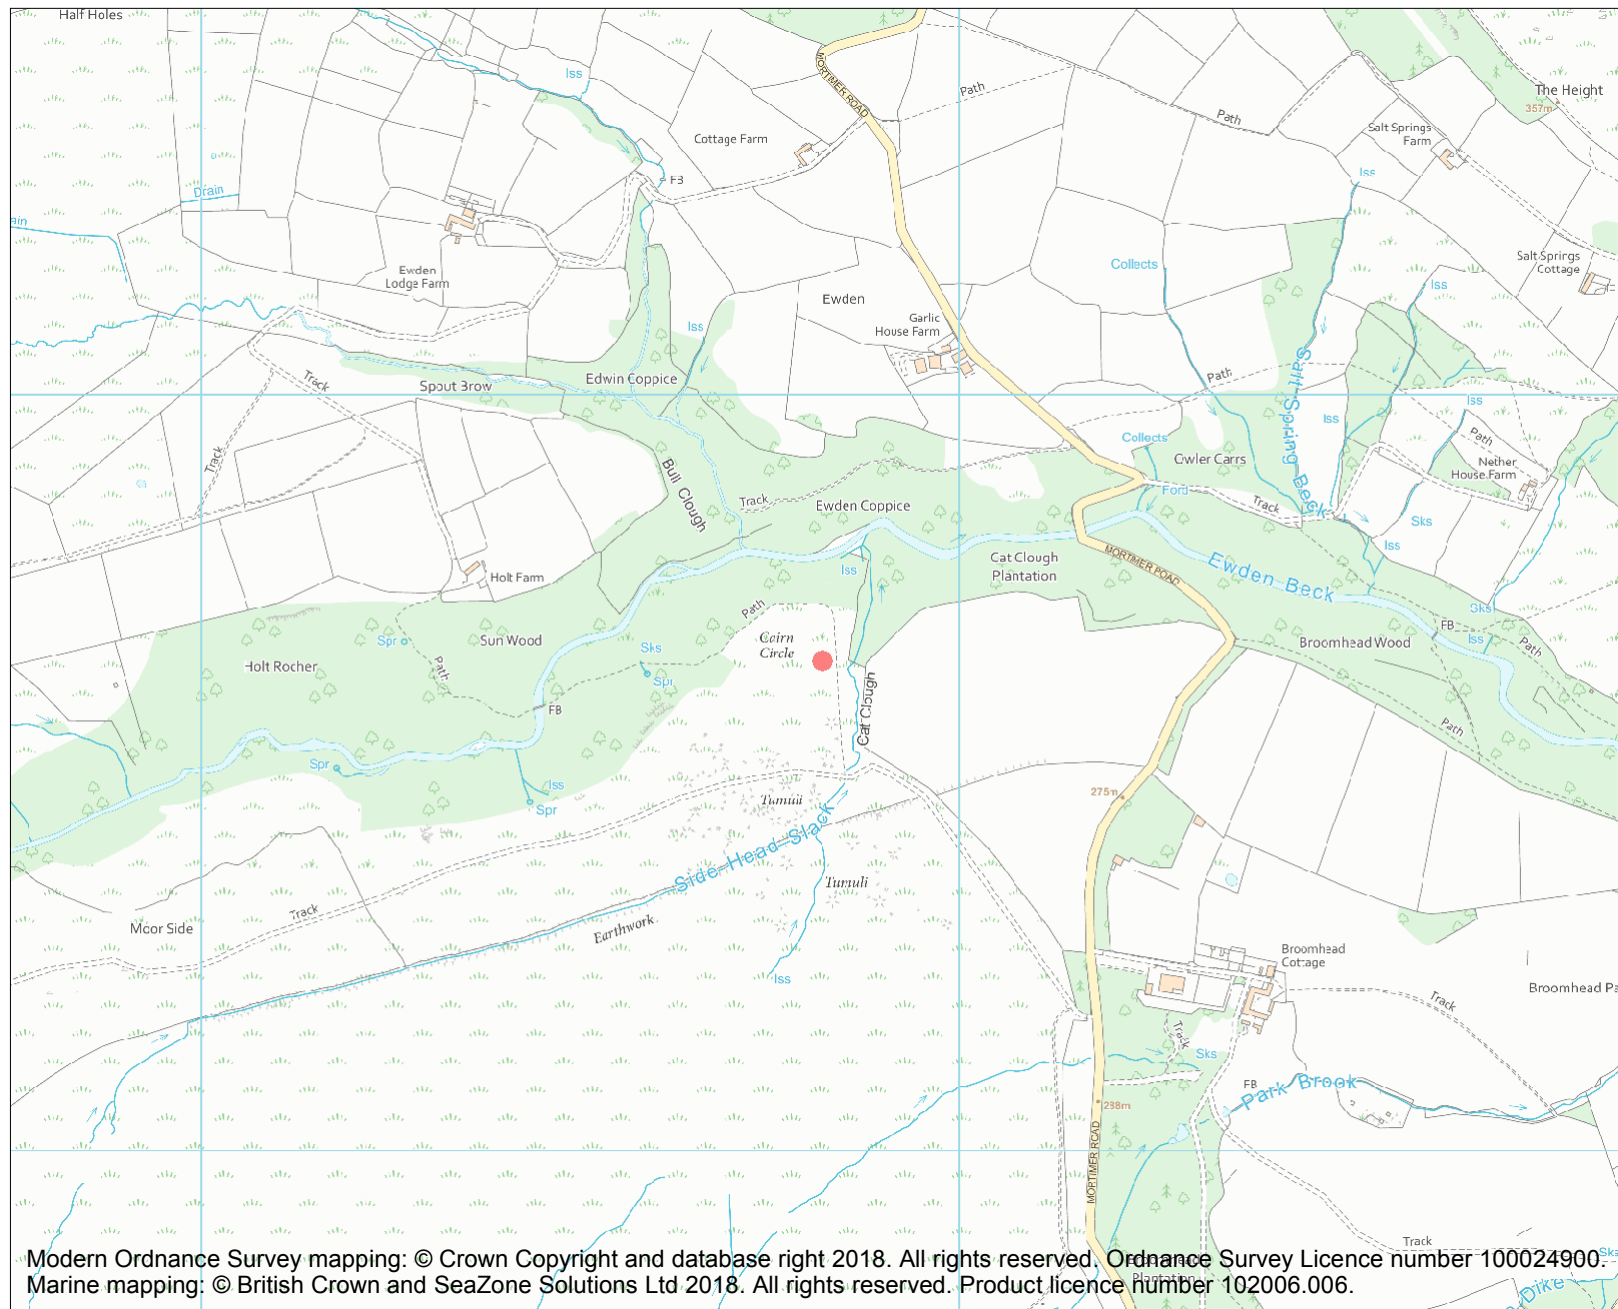 Half Holes
MORTIMER ROAD
Iss
Path
The Height
357m
Cottage Farm
Path
Salt Springs
Farm
FB
Iss
Drain
Ewden
Lodge Farm
Collects
Salt Springs
Cottage
Iss
Ewden
Iss
Garlic
House Farm
Salt Spring Beck
Track
Spout Brow
Edwin Coppice
Path
Iss
Iss
Collects
Path
Track
Bull Clough
Owler Carrs
Nether
House Farm
Ford
Track
Ewden Coppice
Track
Sks
Iss
Cat Clough
Plantation
MORTIMER ROAD
Ewden Beck
Holt Farm
Iss
Path
Sks
FB
Iss
Path
Cairn
Circle
Spr
Sun Wood
Sks
Broomhead Wood
Holt Rocher
Path
Spr
Cat Clough
FB
Path
Spr
Iss
Spr
275m
Tumuli
Side Head Slack
Tumuli
Track
Moor Side
Earthwork
Broomhead
Cottage
Iss
Broomhead Pa
Track
Track
Sks
FB
Park Brook
238m
MORTIMER ROAD
Track
Modern Ordnance Survey mapping: © Crown Copyright and database right 2018. All rights reserved. Ordnance Survey Licence number 100024900.
Marine mapping: © British Crown and SeaZone Solutions Ltd 2018. All rights reserved. Product licence number 102006.006.
Plantation
Dike